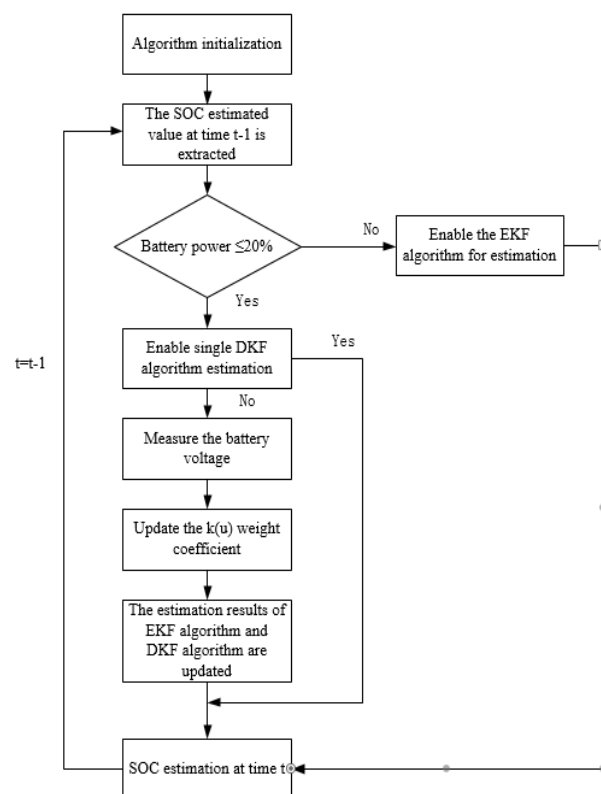 Algorithm initialization
The SOC estimated
value at time t-1 is
extracted
Battery power ≤20%
No
Enable the EKF
algorithm for estimation
Yes
Enable single DKF
algorithm estimation
Yes
t=t-1
No
Measure the battery
voltage
Update the k(u) weight
coefficient
The estimation results of
EKF algorithm and
DKF algorithm are
updated
SOC estimation at time t